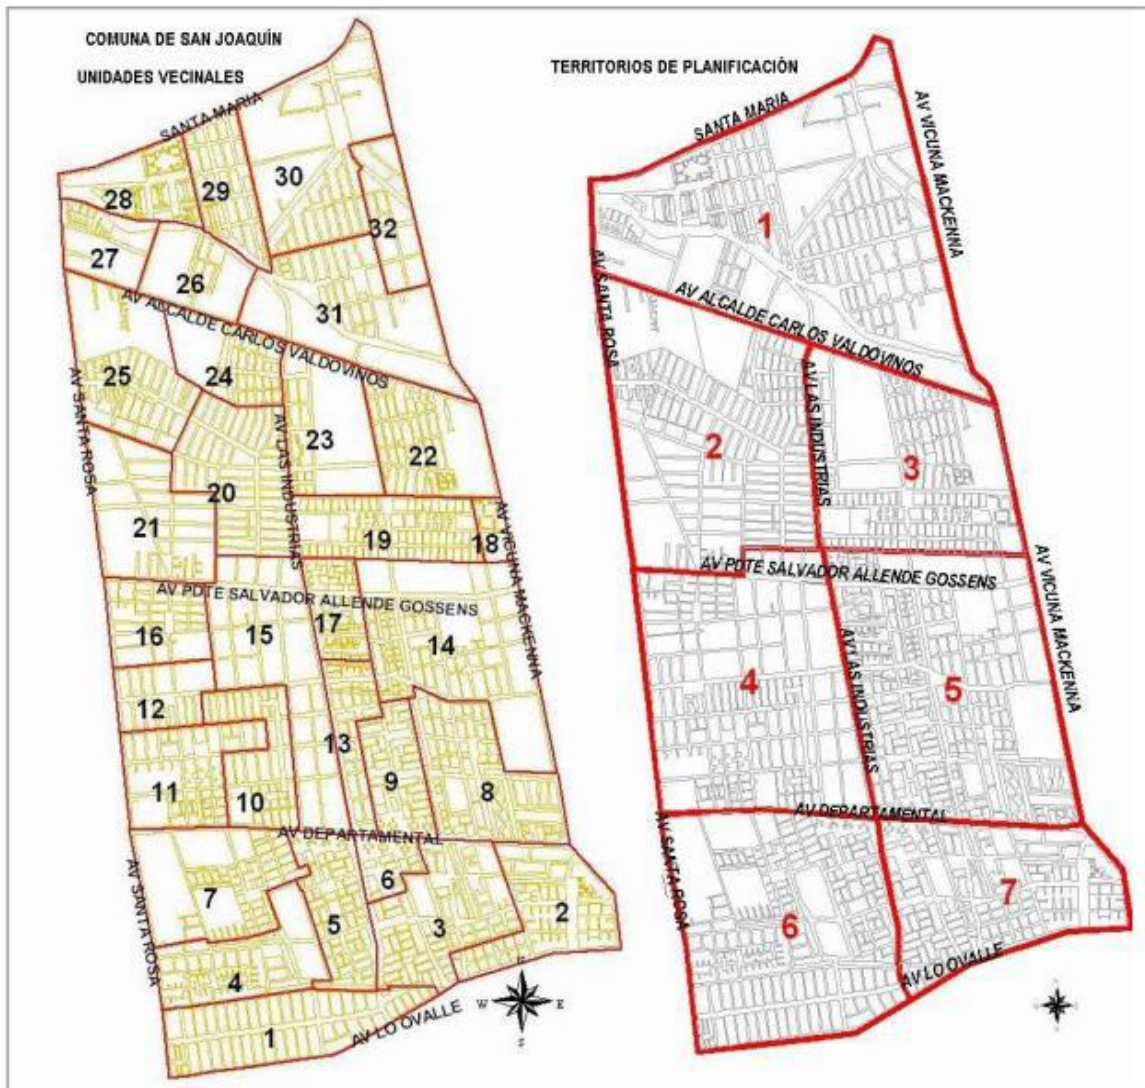 COMUNA DE SAN JOAQUÍN
UNIDADES VECINALES
SANTA MARIA
28
29
30
32
27
26
31
AV ALCALDE CARLOS VALDOVINOS
25
24
AV SANTA ROSA
AV LAS INDUSTRIAS
23
22
20
21
19
18
AV VICUNA MACKENNA
AV PDTE SALVADOR ALLENDE GOSSENS
16
15
17
14
12
13
11
10
9
8
AV DEPARTAMENTAL
AV SANTA ROSA
7
6
5
3
2
4
1
AV LO OVALLE
N
W
E
S
TERRITORIOS DE PLANIFICACIÓN
SANTA MARIA
AV VICUNA MACKENNA
1
AV SANTA ROSA
AV ALCALDE CARLOS VALDOVINOS
AV LAS INDUSTRIAS
2
3
AV PDTE SALVADOR ALLENDE GOSSENS
AV VICUNA MACKENNA
AV LAS INDUSTRIAS
4
5
AV DEPARTAMENTAL
AV SANTA ROSA
6
7
AV LO OVALLE